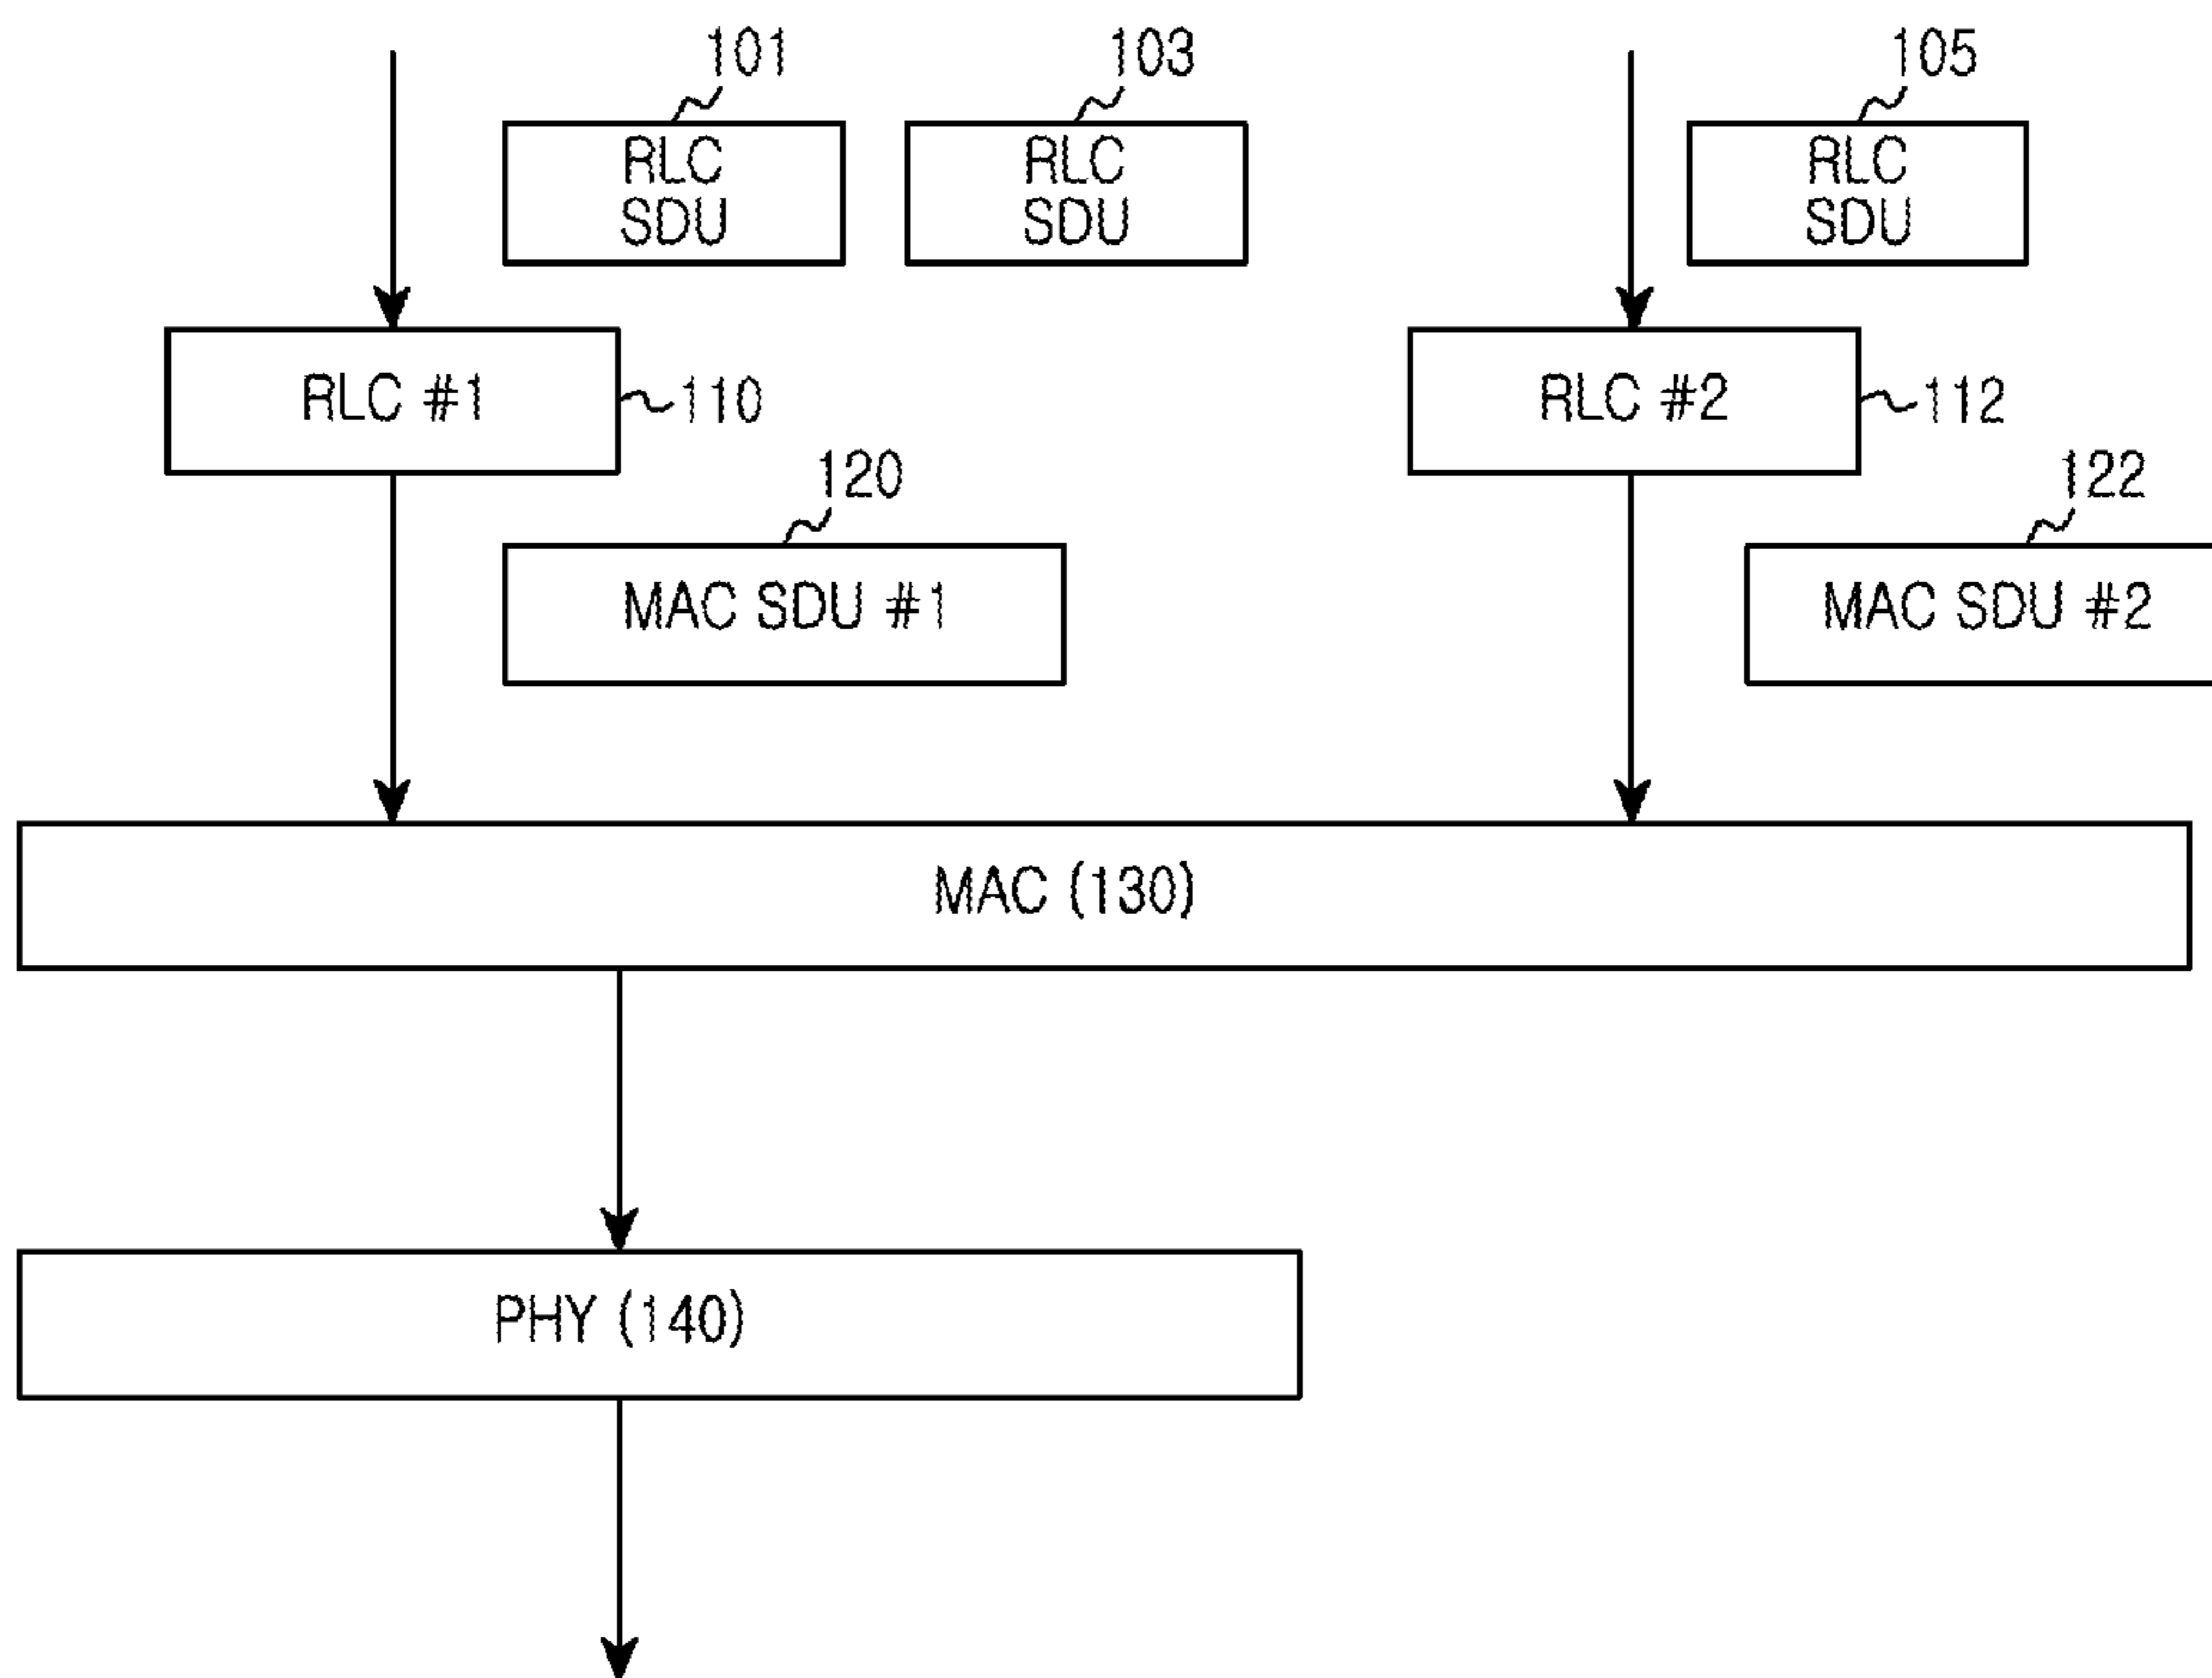 101
103
105
RLC
SDU
RLC
SDU
RLC
SDU
RLC #1
110
RLC #2
112
120
122
MAC SDU #1
MAC SDU #2
MAC (130)
PHY (140)